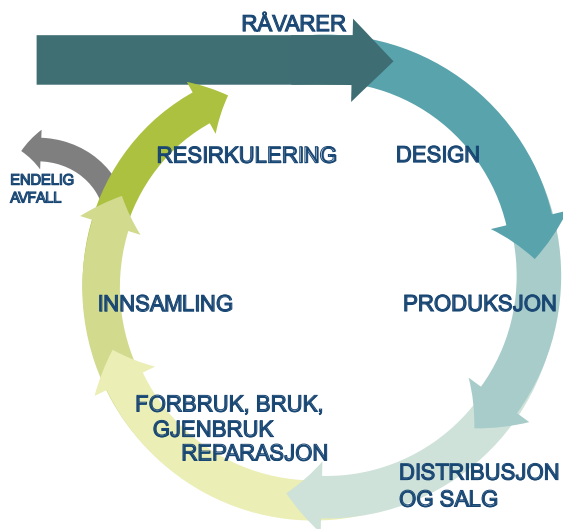 RÅVARER
DESIGN
PRODUKSJON
DISTRIBUSJON
OG SALG
FORBRUK, BRUK,
GJENBRUK
REPARASJON
INNSAMLING
RESIRKULERING
ENDELIG
AVFALL